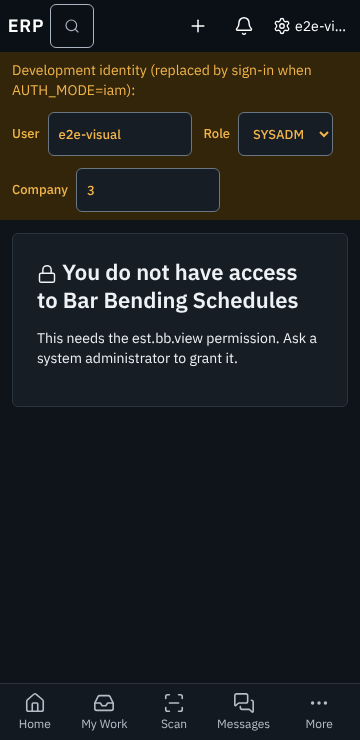 ERP
e2e-vi...
Development identity (replaced by sign-in when
AUTH_MODE=iam):
User e2e-visual Role SYSADM
Company 3
You do not have access
to Bar Bending Schedules
This needs the est.bb.view permission. Ask a
system administrator to grant it.
Home My Work Scan Messages More